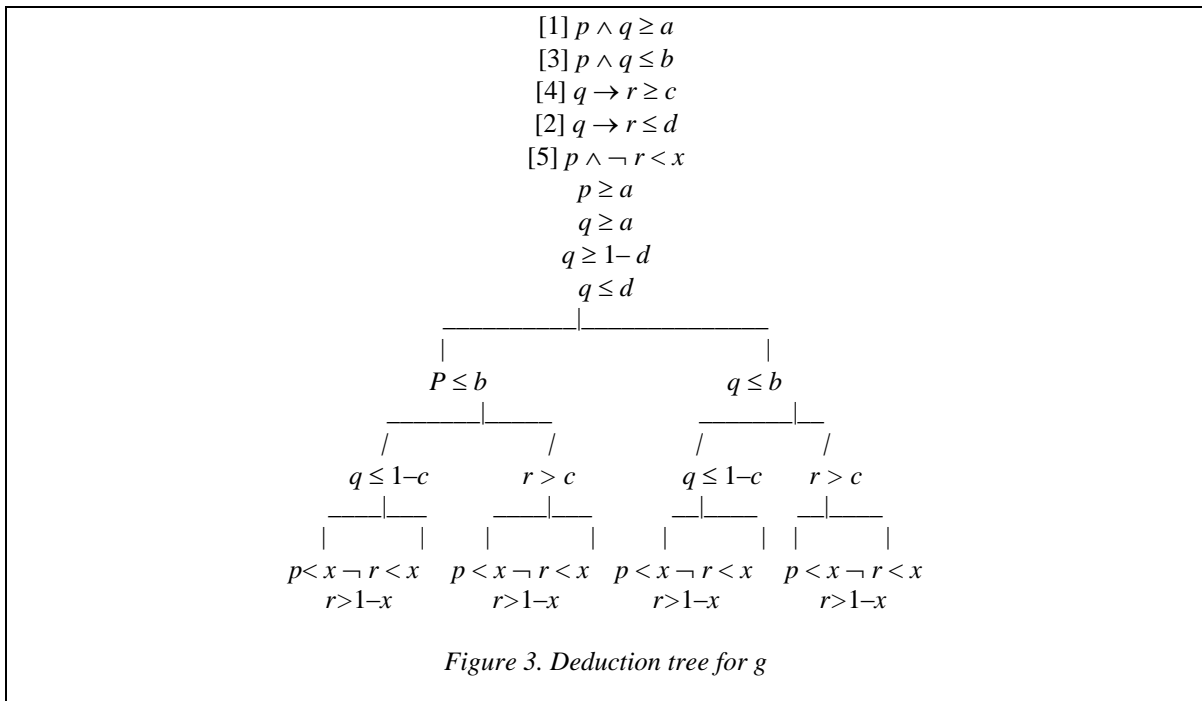 [1] p ∧ q ≥ a
[3] p ∧ q ≤ b
[4] q → r ≥ c
[2] q → r ≤ d
[5] p ∧ ¬ r < x
p ≥ a
q ≥ a
q ≥ 1– d
q ≤ d
P ≤ b q ≤ b
q ≤ 1–c r > c q ≤ 1–c r > c
p< x ¬ r < x p < x ¬ r < x p < x ¬ r < x p < x ¬ r < x
r>1–x r>1–x r>1–x r>1–x
Figure 3. Deduction tree for g